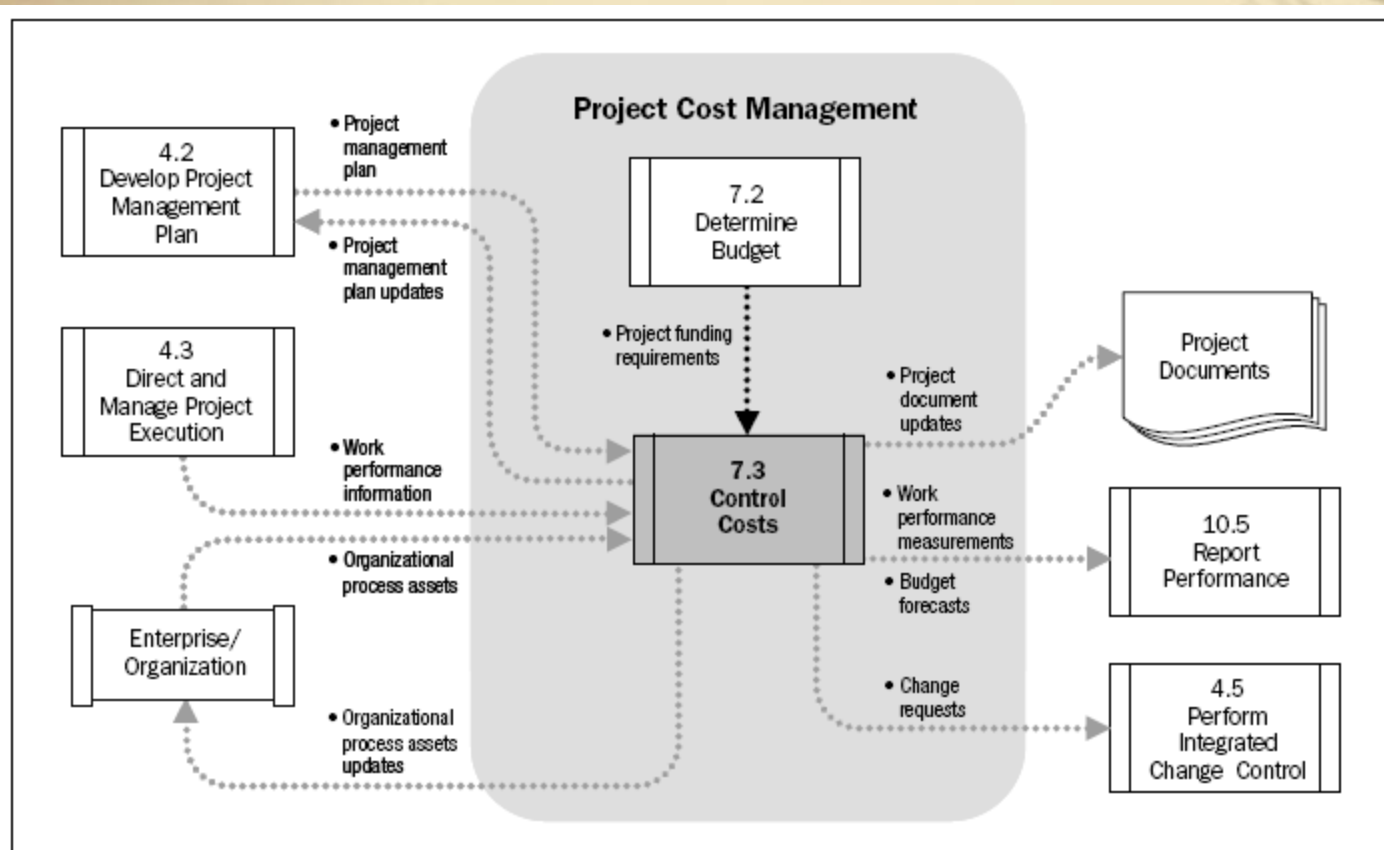 Project Cost Management
4.2
Develop Project
Management
Plan
• Project
management
plan
• Project
management
plan updates
7.2
Determine
Budget
• Project funding
requirements
4.3
Direct and
Manage Project
Execution
• Work
performance
information
• Organizational
process assets
Enterprise/
Organization
• Organizational
process assets
updates
7.3
Control
Costs
• Project
document
updates
Project
Documents
• Work
performance
measurements
• Budget
forecasts
10.5
Report
Performance
• Change
requests
4.5
Perform
Integrated
Change Control